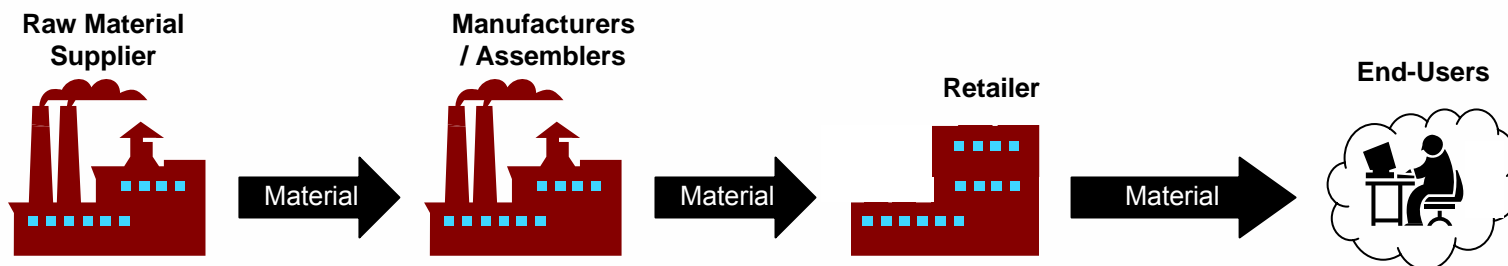 Raw Material
Supplier
Manufacturers
/ Assemblers
Retailer
End-Users
Material
Material
Material